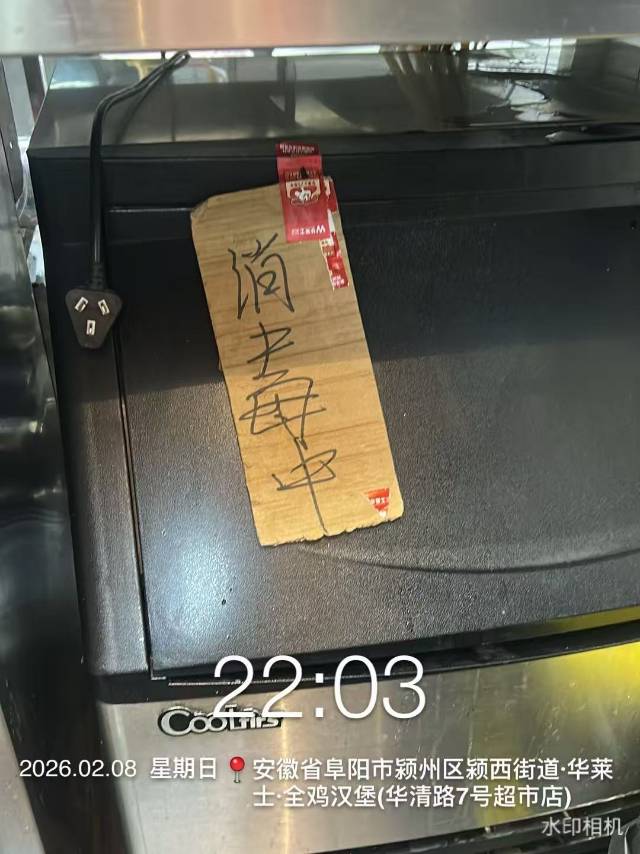 消
毒
中
22:03
2026.02.08 星期日 安徽省阜阳市颍州区颍西街道·华莱
士·全鸡汉堡(华清路7号超市店)
水印相机